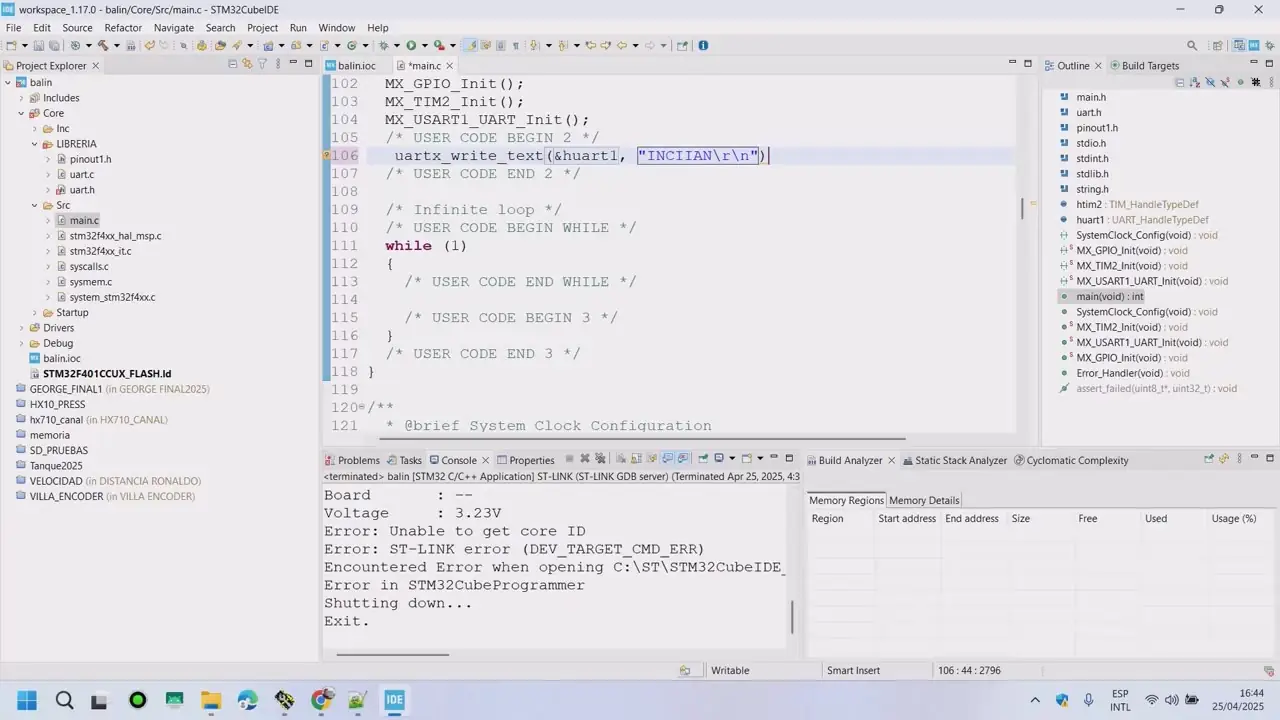 workspace_1.17.0 - balin/Core/Src/main.c - STM32CubeIDE
File Edit Source Refactor Navigate Search Project Run Window Help
Project Explorer
balin
Includes
Core
Inc
LIBRERIA
pinout1.h
uart.c
uart.h
Src
main.c
stm32f4xx_hal_msp.c
stm32f4xx_it.c
syscalls.c
sysmem.c
system_stm32f4xx.c
Startup
Drivers
Debug
balin.ioc
STM32F401CCUX_FLASH.ld
GEORGE_FINAL1 (in GEORGE FINAL2025)
HX10_PRESS
hx710_canal (in HX710_CANAL)
memoria
SD_PRUEBAS
Tanque2025
VELOCIDAD (in DISTANCIA RONALDO)
VILLA_ENCODER (in VILLA ENCODER)
balin.ioc *main.c
102 MX_GPIO_Init();
103 MX_TIM2_Init();
104 MX_USART1_UART_Init();
105 /* USER CODE BEGIN 2 */
106 uartx_write_text(&huart1, "INCIIAN\r\n")
107 /* USER CODE END 2 */
108
109 /* Infinite loop */
110 /* USER CODE BEGIN WHILE */
111 while (1)
112 {
113 /* USER CODE END WHILE */
114
115 /* USER CODE BEGIN 3 */
116 }
117 /* USER CODE END 3 */
118 }
119
120 /**
121 * @brief System Clock Configuration
Outline Build Targets
main.h
uart.h
pinout1.h
stdio.h
stdint.h
stdlib.h
string.h
htim2 : TIM_HandleTypeDef
huart1 : UART_HandleTypeDef
SystemClock_Config(void) : void
MX_GPIO_Init(void) : void
MX_TIM2_Init(void) : void
MX_USART1_UART_Init(void) : void
main(void) : int
SystemClock_Config(void) : void
MX_TIM2_Init(void) : void
MX_USART1_UART_Init(void) : void
MX_GPIO_Init(void) : void
Error_Handler(void) : void
assert_failed(uint8_t*, uint32_t) : void
Problems Tasks Console Properties
<terminated> balin [STM32 C/C++ Application] ST-LINK (ST-LINK GDB server) (Terminated Apr 25, 2025, 4:3
Board : --
Voltage : 3.23V
Error: Unable to get core ID
Error: ST-LINK error (DEV_TARGET_CMD_ERR)
Encountered Error when opening C:\ST\STM32CubeIDE_
Error in STM32CubeProgrammer
Shutting down...
Exit.
Build Analyzer Static Stack Analyzer Cyclomatic Complexity
Memory Regions Memory Details
Region Start address End address Size Free Used Usage (%)
Writable Smart Insert 106 : 44 : 2796
IDE
ESP
INTL
16:44
25/04/2025